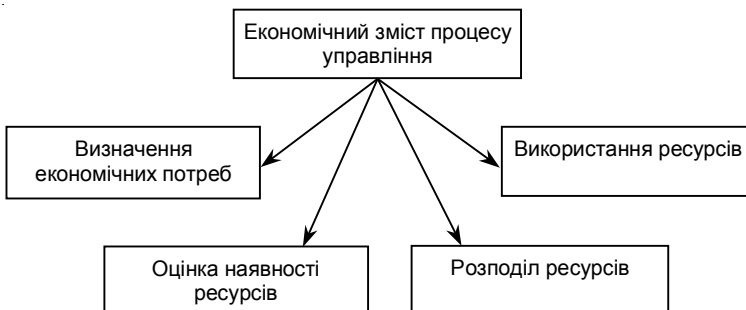 Економічний зміст процесу
управління
Визначення
економічних потреб
Використання ресурсів
Оцінка наявності
ресурсів
Розподіл ресурсів